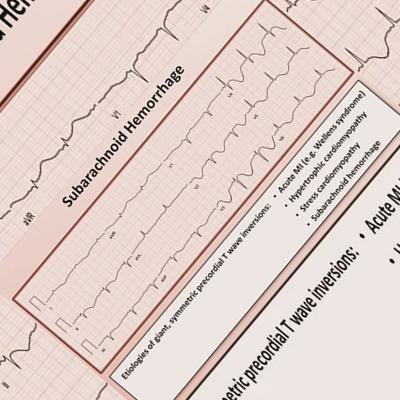 V4
V1
aVR
Subarachnoid Hemorrhage
Etiologies of giant, symmetric precordial T wave inversions:
• Acute MI (e.g. Wellens syndrome)
• Hypertrophic cardiomyopathy
• Stress cardiomyopathy
• Subarachnoid hemorrhage
precordial T wave inversions:
• Acute
II